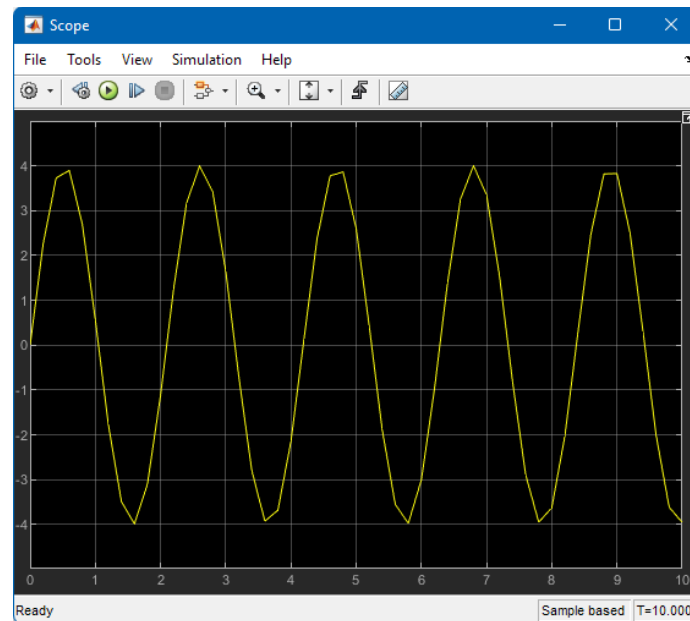 Scope
File Tools View Simulation Help
4
3
2
1
0
-1
-2
-3
-4
0 1 2 3 4 5 6 7 8 9 10
Ready Sample based T=10.000